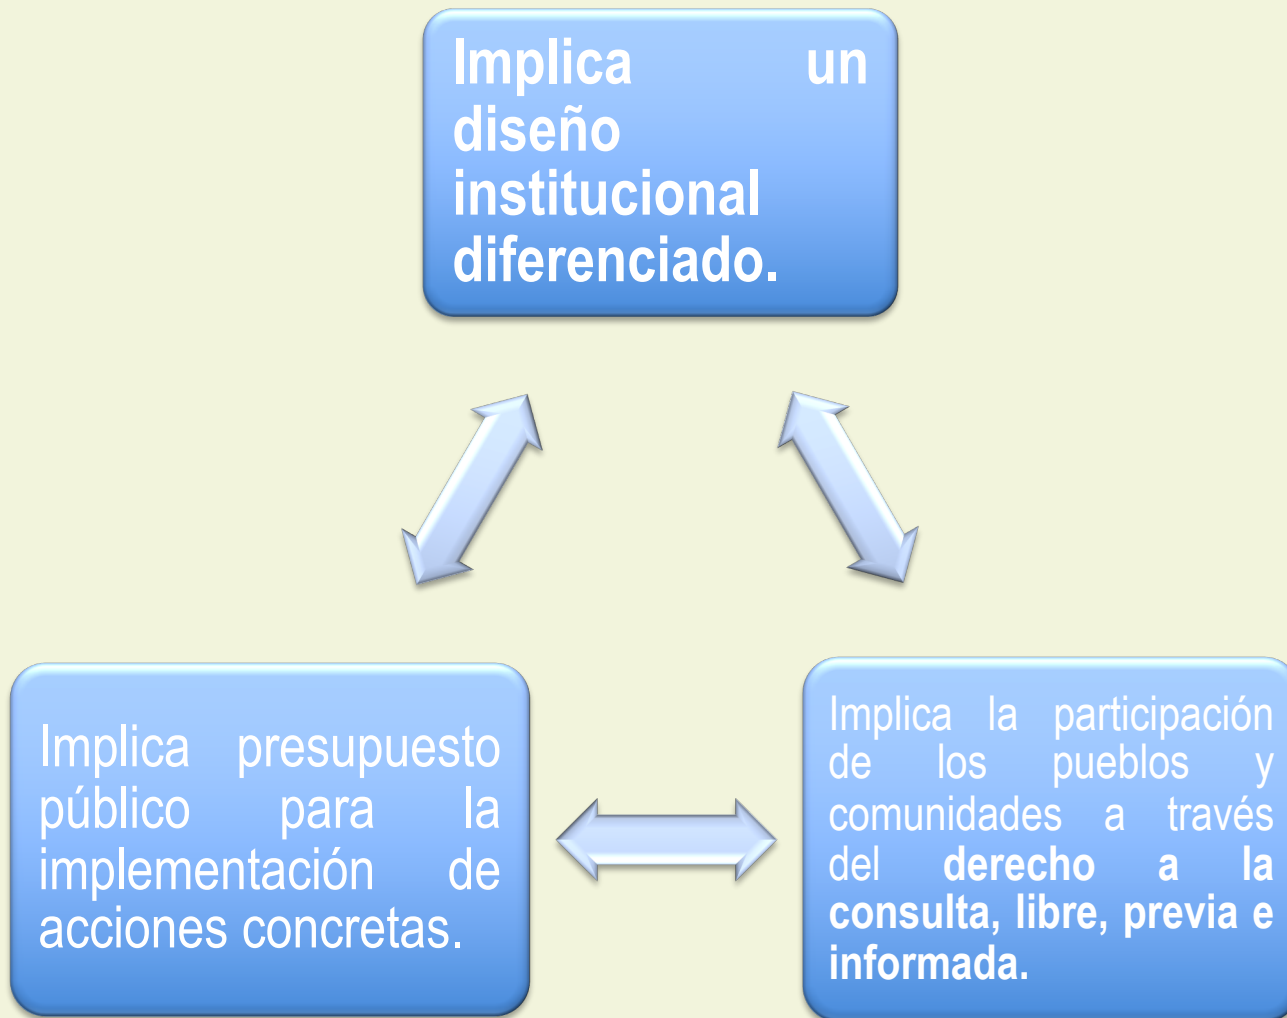 Implica un
diseño
institucional
diferenciado.
Implica presupuesto
público para la
implementación de
acciones concretas.
Implica la participación
de los pueblos y
comunidades a través
del derecho a la
consulta, libre, previa e
informada.